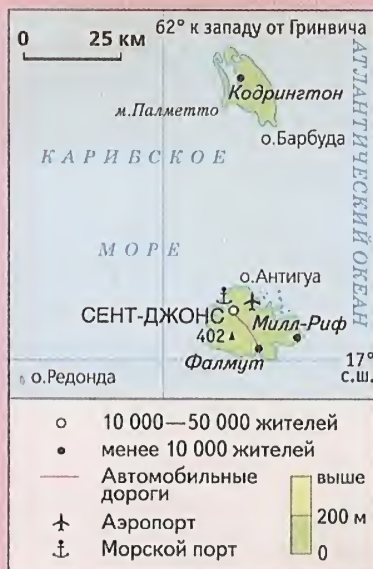 62° к западу от Гринвича
0 25 КМ
АТЛАНТИЧЕСКИЙ ОКЕАН
Кодрингтон
м.Палметто
о.Барбуда
КАРИБСКОЕ
МОРЕ
о.Антигуа
СЕНТ-ДЖОНС
Милл-Риф
402
Фалмут
17°
с.ш.
о.Редонда
10 000—50 000 жителей
менее 10 000 жителей
Автомобильные
дороги
Аэропорт
Морской порт
выше
200 м
0